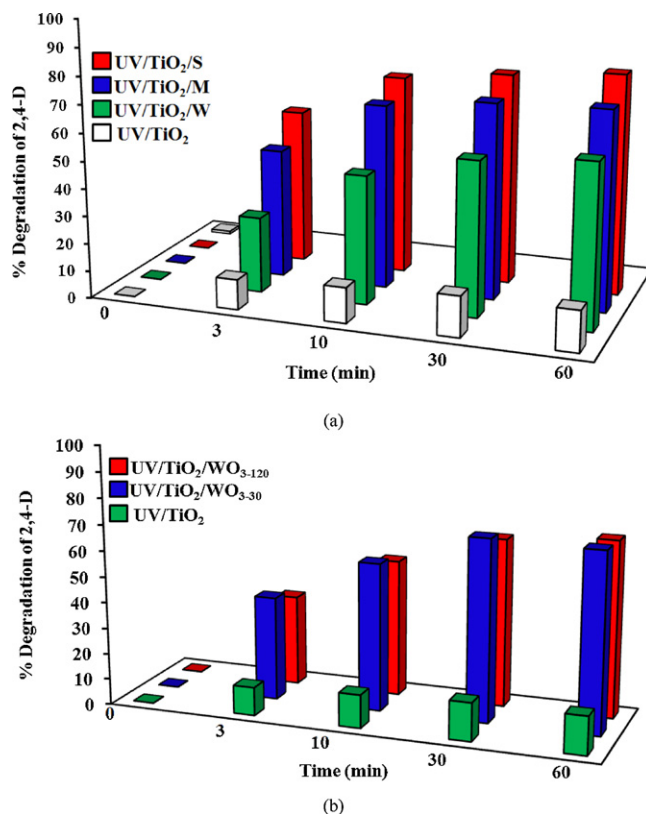 100
90
80
70
60
50
40
30
20
10
0
% Degradation of 2,4-D
UV/TiO2/S
UV/TiO2/M
UV/TiO2/W
UV/TiO2
0
3
10
30
60
Time (min)
(a)
100
90
80
70
60
50
40
30
20
10
0
% Degradation of 2,4-D
UV/TiO2/WO3-120
UV/TiO2/WO3-30
UV/TiO2
0
3
10
30
60
Time (min)
(b)